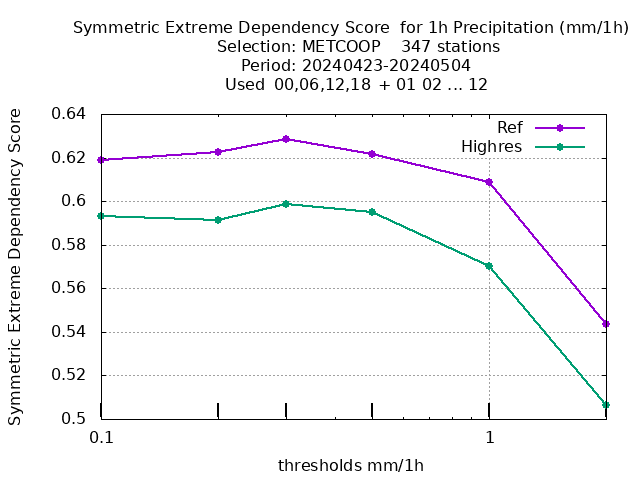 Symmetric Extreme Dependency Score  for 1h Precipitation (mm/1h)
Selection: METCOOP    347 stations
Period: 20240423-20240504
Used  00,06,12,18 + 01 02 ... 12
Symmetric Extreme Dependency Score
0.64
0.62
0.6
0.58
0.56
0.54
0.52
0.5
Ref
Highres
0.1
1
thresholds mm/1h